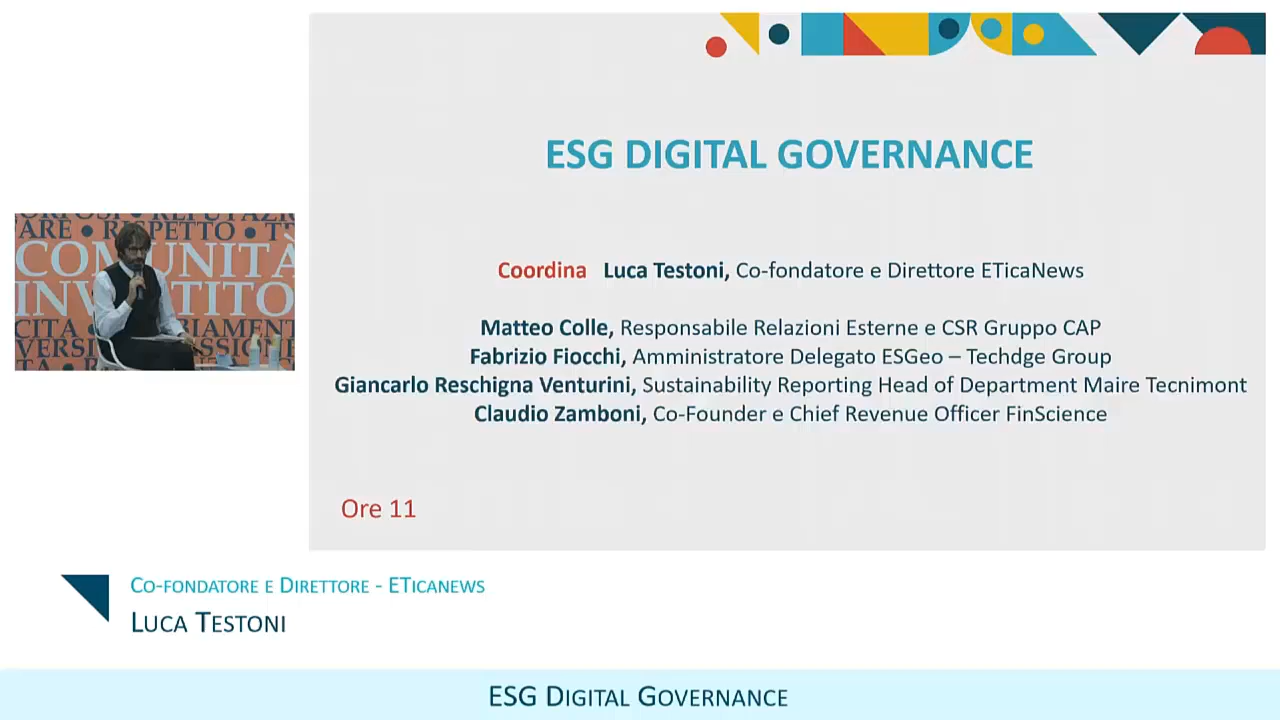 ESG DIGITAL GOVERNANCE
Coordina Luca Testoni, Co-fondatore e Direttore ETicaNews
Matteo Colle, Responsabile Relazioni Esterne e CSR Gruppo CAP
Fabrizio Fiocchi, Amministratore Delegato ESGeo – Techdge Group
Giancarlo Reschigna Venturini, Sustainability Reporting Head of Department Maire Tecnimont
Claudio Zamboni, Co-Founder e Chief Revenue Officer FinScience
Ore 11
RISPETTO
COMUNITÀ
CO-FONDATORE E DIRETTORE - ETICANEWS
LUCA TESTONI
ESG DIGITAL GOVERNANCE